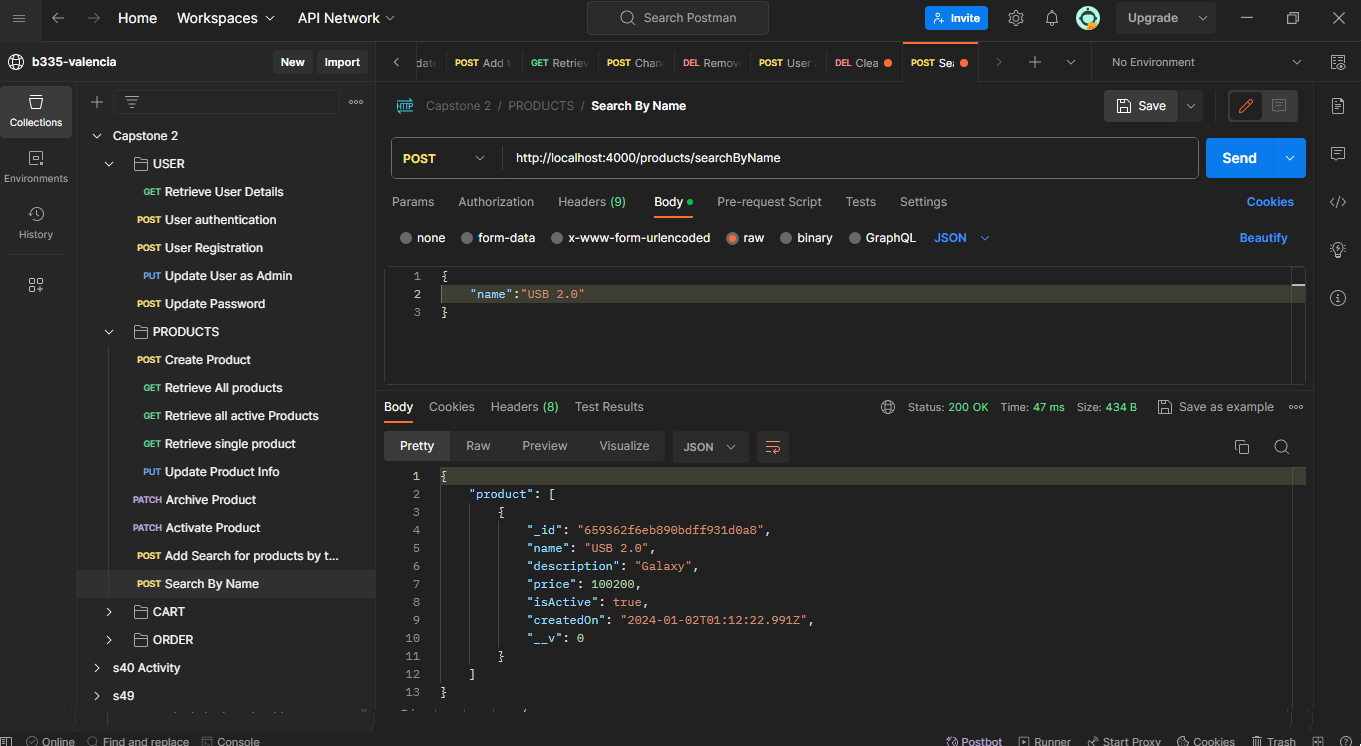 Home Workspaces API Network Search Postman Invite Upgrade
b335-valencia New Import
POST Add GET Retrie POST Chan DEL Remov POST User DEL Clea POST Sea No Environment
Collections
Environments
History
Capstone 2
USER
GET Retrieve User Details
POST User authentication
POST User Registration
PUT Update User as Admin
POST Update Password
PRODUCTS
POST Create Product
GET Retrieve All products
GET Retrieve all active Products
GET Retrieve single product
PUT Update Product Info
PATCH Archive Product
PATCH Activate Product
POST Add Search for products by t...
POST Search By Name
CART
ORDER
s40 Activity
s49
HTTP Capstone 2 / PRODUCTS / Search By Name Save
POST http://localhost:4000/products/searchByName Send
Params Authorization Headers (9) Body Pre-request Script Tests Settings Cookies
none form-data x-www-form-urlencoded raw binary GraphQL JSON Beautify
1 {
2 "name":"USB 2.0"
3 }
Body Cookies Headers (8) Test Results Status: 200 OK Time: 47 ms Size: 434 B Save as example
Pretty Raw Preview Visualize JSON
1 {
2 "product": [
3 {
4 "_id": "659362f6eb890bdff931d0a8",
5 "name": "USB 2.0",
6 "description": "Galaxy",
7 "price": 100200,
8 "isActive": true,
9 "createdOn": "2024-01-02T01:12:22.991Z",
10 "__v": 0
11 }
12 ]
13 }
Online Find and replace Console Postbot Runner Start Proxy Cookies Trash